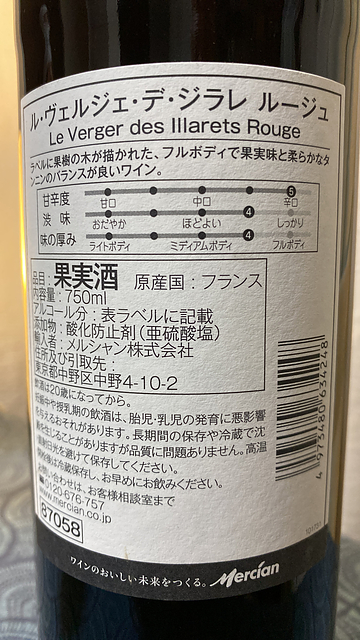 ル・ヴェルジェ・デ・ジラレ ルージュ
Le Verger des Illarets Rouge
ラベルに果樹の木が描かれた、フルボディで果実味と柔らかなタ
ンニンのバランスが良いワイン。
甘辛度 甘口 中口 辛口 5
渋味 おだやか ほどよい しっかり 4
味の厚み ライトボディ ミディアムボディ フルボディ 4
品目:果実酒 原産国:フランス
内容量:750ml
アルコール分:表ラベルに記載
添加物:酸化防止剤(亜硫酸塩)
輸入者:メルシャン株式会社
住所及び引取先:
東京都中野区中野4-10-2
飲酒は20歳になってから。
妊娠中や授乳期の飲酒は、胎児・乳児の発育に悪影響
を与えるおそれがあります。長期間の保存や冷蔵で沈
殿を生じることがありますが品質に問題ありません。高温
直射日光を避けて保存してください。
開栓後は冷蔵保存し、お早めにお飲みください。
お問い合わせは、お客様相談室まで
0120-676-757
www.mercian.co.jp
87058
4 973480 634248
ワインのおいしい未来をつくる。 Mercian